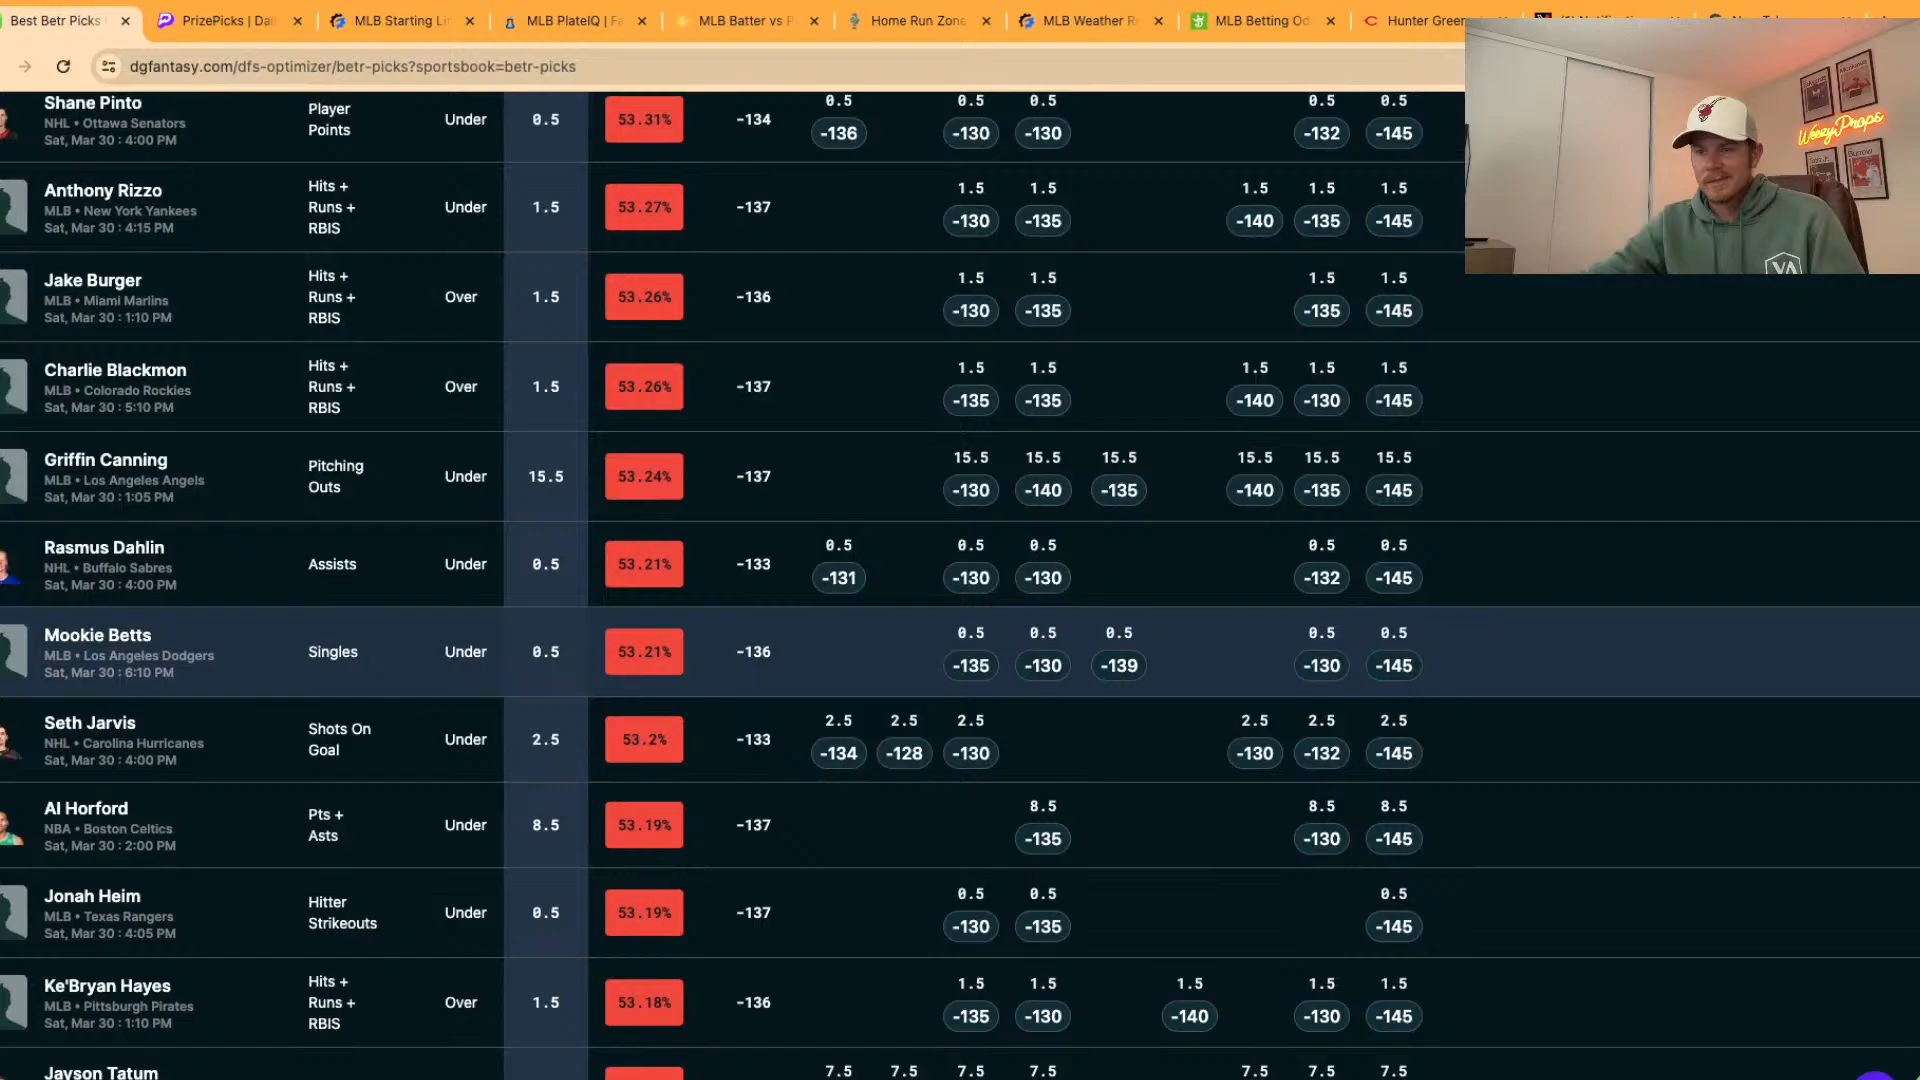 Best Betr Picks
PrizePicks | Dail
MLB Starting Li
MLB PlateIQ | Fa
MLB Batter vs P
Home Run Zone
MLB Weather R
MLB Betting Od
Hunter Green
dgfantasy.com/dfs-optimizer/betr-picks?sportsbook=betr-picks
WeezyProps
Burrow
Shane Pinto
NHL • Ottawa Senators
Sat, Mar 30 : 4:00 PM
Player
Points
Under
0.5
53.31%
-134
0.5 0.5 0.5 0.5 0.5
-136 -130 -130 -132 -145
Anthony Rizzo
MLB • New York Yankees
Sat, Mar 30 : 4:15 PM
Hits +
Runs +
RBIS
Under
1.5
53.27%
-137
1.5 1.5 1.5 1.5 1.5
-130 -135 -140 -135 -145
Jake Burger
MLB • Miami Marlins
Sat, Mar 30 : 1:10 PM
Hits +
Runs +
RBIS
Over
1.5
53.26%
-136
1.5 1.5 1.5 1.5
-130 -135 -135 -145
Charlie Blackmon
MLB • Colorado Rockies
Sat, Mar 30 : 5:10 PM
Hits +
Runs +
RBIS
Over
1.5
53.26%
-137
1.5 1.5 1.5 1.5 1.5
-135 -135 -140 -130 -145
Griffin Canning
MLB • Los Angeles Angels
Sat, Mar 30 : 1:05 PM
Pitching
Outs
Under
15.5
53.24%
-137
15.5 15.5 15.5 15.5 15.5 15.5
-130 -140 -135 -140 -135 -145
Rasmus Dahlin
NHL • Buffalo Sabres
Sat, Mar 30 : 4:00 PM
Assists
Under
0.5
53.21%
-133
0.5 0.5 0.5 0.5 0.5
-131 -130 -130 -132 -145
Mookie Betts
MLB • Los Angeles Dodgers
Sat, Mar 30 : 6:10 PM
Singles
Under
0.5
53.21%
-136
0.5 0.5 0.5 0.5 0.5
-135 -130 -139 -130 -145
Seth Jarvis
NHL • Carolina Hurricanes
Sat, Mar 30 : 4:00 PM
Shots On
Goal
Under
2.5
53.2%
-133
2.5 2.5 2.5 2.5 2.5 2.5
-134 -128 -130 -130 -132 -145
Al Horford
NBA • Boston Celtics
Sat, Mar 30 : 2:00 PM
Pts +
Asts
Under
8.5
53.19%
-137
8.5 8.5 8.5
-135 -130 -145
Jonah Heim
MLB • Texas Rangers
Sat, Mar 30 : 4:05 PM
Hitter
Strikeouts
Under
0.5
53.19%
-137
0.5 0.5 0.5
-130 -135 -145
Ke'Bryan Hayes
MLB • Pittsburgh Pirates
Sat, Mar 30 : 1:10 PM
Hits +
Runs +
RBIS
Over
1.5
53.18%
-136
1.5 1.5 1.5 1.5 1.5
-135 -130 -140 -130 -145
Jayson Tatum
7.5 7.5 7.5 7.5 7.5 7.5 7.5